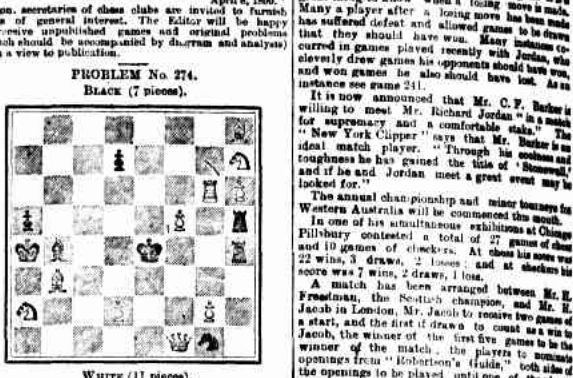 April 8, 1900.
ion. secretaries of chess clubs are invited to furnish
s of general interest. The Editor will be happy
receive unpublished games and original problems
ich should be accompanied by diagram and analysis)
a view to publication.
PROBLEM No. 274.
BLACK (7 pieces).
WHITE (11 pieces).
Many a player after a losing move has been made
has suffered defeat and allowed games to be drawn
that they should have won. Many instances oc-
curred in games played recently with Jordan, who
cleverly drew games his opponents should have won,
and won games he also should have lost. As an
instance see game 241.
It is now announced that Mr. C. F. Barker is
willing to meet Mr. Richard Jordan "in a match
for supremacy and a comfortable stake." The
"New York Clipper" says that Mr. Barker is an
ideal match player. "Through his coolness and
toughness he has gained the title of 'Stonewall,'
and if he and Jordan meet a great event may be
looked for."
The annual championship and minor tourneys for
Western Australia will be commenced this month.
In one of his simultaneous exhibitions at Chicago
Pillsbury contested a total of 27 games of chess
and 10 games of checkers. At chess his score was
22 wins, 3 draws, 2 losses; and at checkers his
score was 7 wins, 2 draws, 1 loss.
A match has been arranged between Mr. H.
Freedman, the Scottish champion, and Mr. H.
Jacob in London, Mr. Jacob to receive two games of
a start, and the first if drawn to count as a win to
Jacob, the winner of the first five games to be the
winner of the match, the players to nominate
openings from "Robertson's Guide," both sides of
the openings to be played until one of